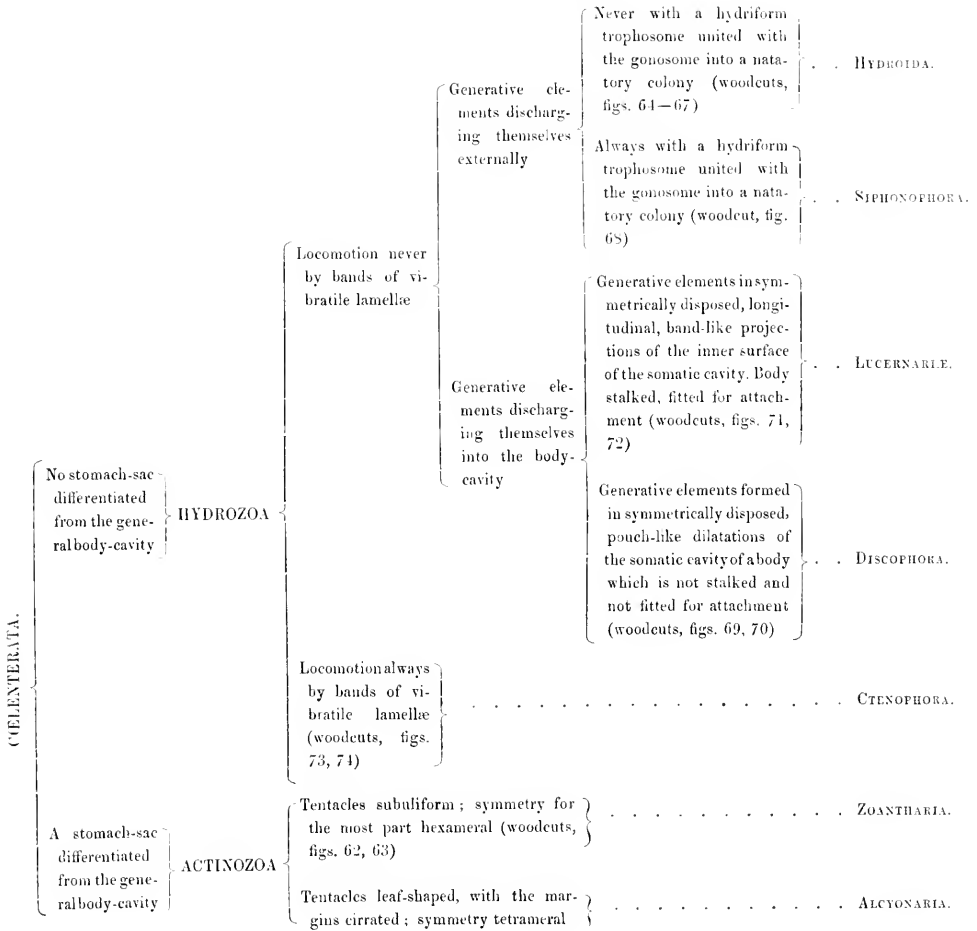 Never with a hydriform
trophosome united with
the gonosome into a nata-
tory colony (woodcuts,
figs. 64—67)
. . HYDROIDA.
Generative ele-
ments discharg-
ing themselves
externally
Always with a hydriform
trophosome united with
the gonosome into a nata-
tory colony (woodcut, fig.
68)
. . SIPHONOPHORA.
Locomotion never
by bands of vi-
bratile lamellæ
Generative elements in sym-
metrically disposed, longi-
tudinal, band-like projec-
tions of the inner surface
of the somatic cavity. Body
stalked, fitted for attach-
ment (woodcuts, figs. 71,
72)
. . LUCERNARIÆ.
Generative ele-
ments discharg-
ing themselves
into the body-
cavity
Generative elements formed
in symmetrically disposed,
pouch-like dilatations of
the somatic cavity of a body
which is not stalked and
not fitted for attachment
(woodcuts, figs. 69, 70)
. . DISCOPHORA.
No stomach-sac
differentiated
from the gene-
ral body-cavity
HYDROZOA
CŒLENTERATA.
Locomotion always
by bands of vi-
bratile lamellæ
(woodcuts, figs.
73, 74)
. . . . . . . . . . . . . . . . CTENOPHORA.
A stomach-sac
differentiated
from the gene-
ral body-cavity
ACTINOZOA
Tentacles subuliform ; symmetry for
the most part hexameral (woodcuts,
figs. 62, 63)
. . . . . . . . . . . ZOANTHARIA.
Tentacles leaf-shaped, with the mar-
gins cirrated ; symmetry tetrameral
. . . . . . . . . . . ALCYONARIA.